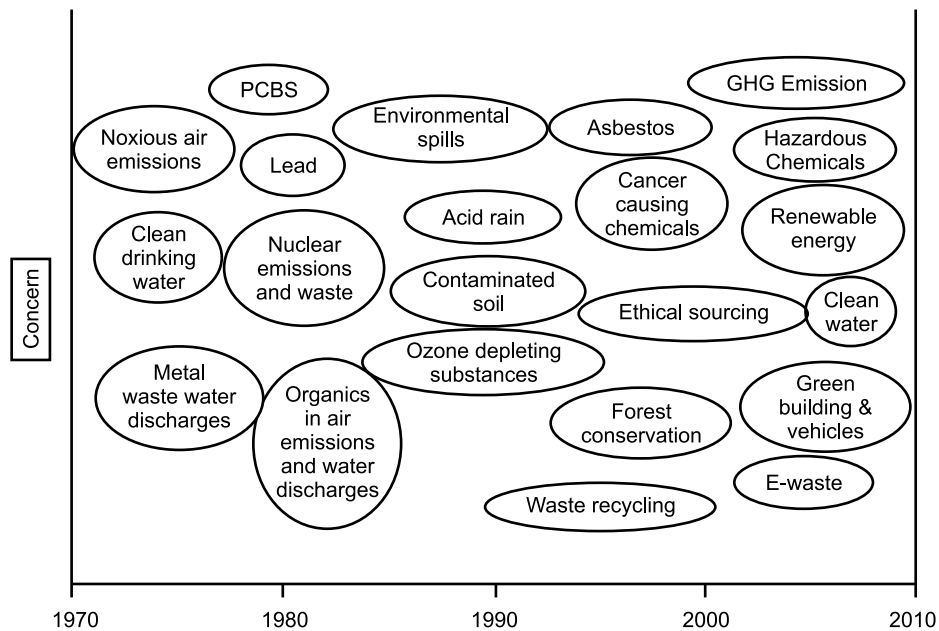 PCBS
GHG Emission
Noxious air
emissions
Lead
Environmental
spills
Asbestos
Hazardous
Chemicals
Cancer
causing
chemicals
Clean
drinking
water
Nuclear
emissions
and waste
Acid rain
Renewable
energy
Contaminated
soil
Ethical sourcing
Clean
water
Concern
Ozone depleting
substances
Metal
waste water
discharges
Organics
in air
emissions
and water
discharges
Forest
conservation
Green
building &
vehicles
E-waste
Waste recycling
1970
1980
1990
2000
2010